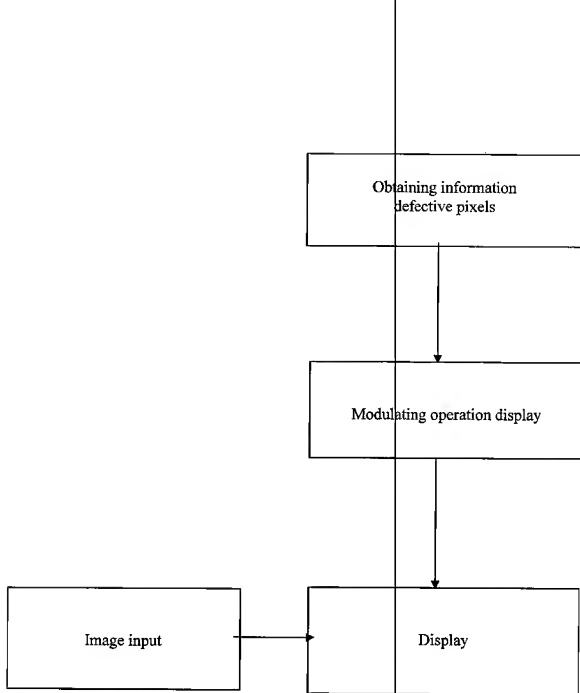 Obtaining information
defective pixels
Modulating operation display
Image input
Display